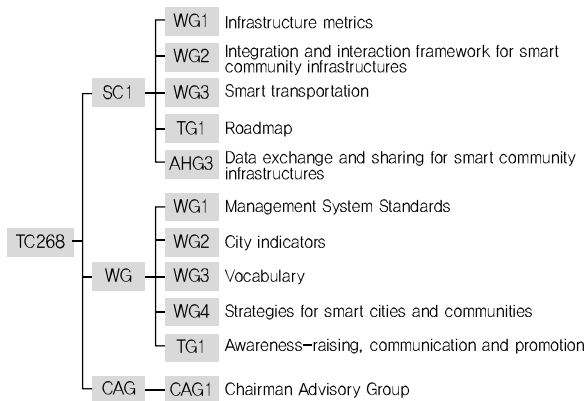 WG1 Infrastructure metrics
WG2 Integration and interaction framework for smart
community infrastructures
SC1
WG3 Smart transportation
TG1 Roadmap
AHG3 Data exchange and sharing for smart community
infrastructures
WG1 Management System Standards
TC268
WG2 City indicators
WG
WG3 Vocabulary
WG4 Strategies for smart cities and communities
TG1 Awareness-raising, communication and promotion
CAG
CAG1 Chairman Advisory Group